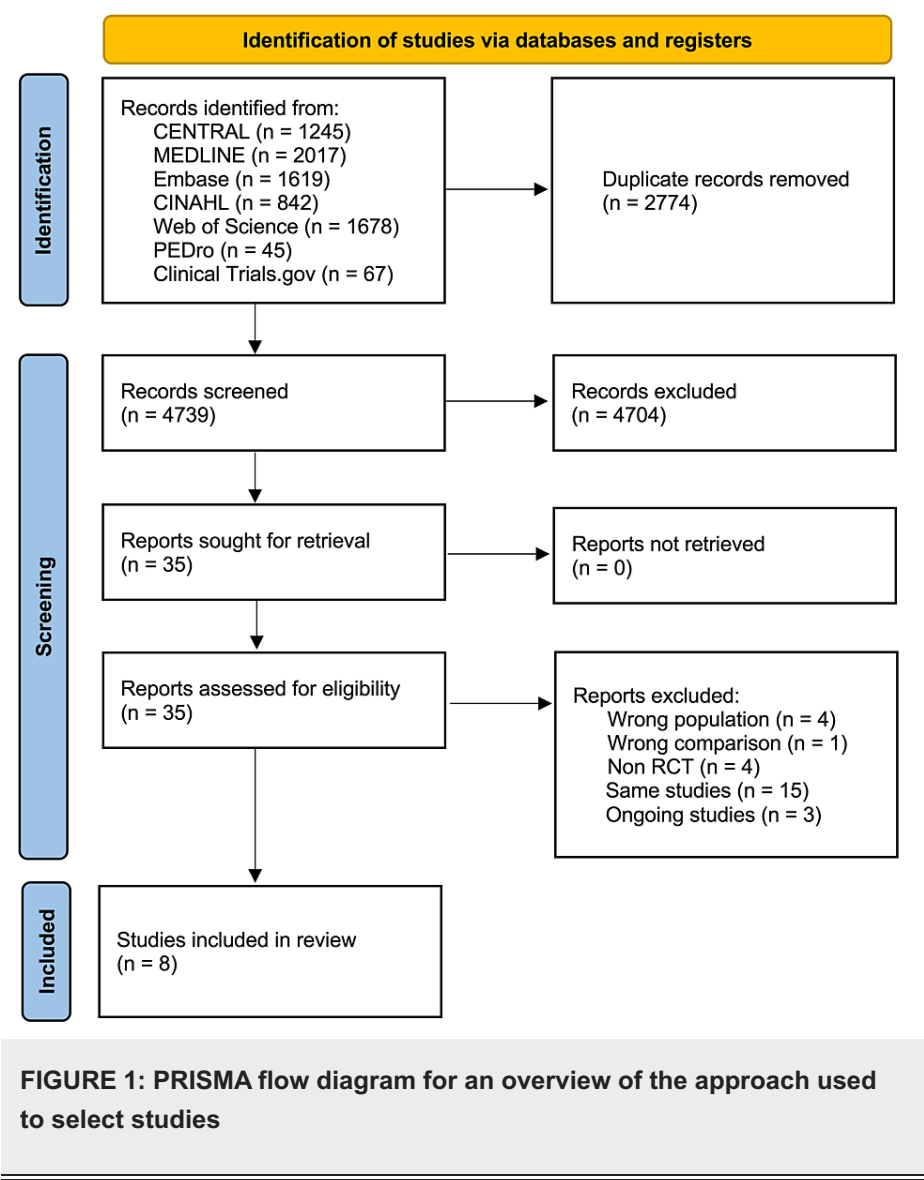 Identification of studies via databases and registers
Identification
Records identified from:
CENTRAL (n = 1245)
MEDLINE (n = 2017)
Embase (n = 1619)
CINAHL (n = 842)
Web of Science (n = 1678)
PEDro (n = 45)
Clinical Trials.gov (n = 67)
Duplicate records removed
(n = 2774)
Screening
Records screened
(n = 4739)
Records excluded
(n = 4704)
Reports sought for retrieval
(n = 35)
Reports not retrieved
(n = 0)
Reports assessed for eligibility
(n = 35)
Reports excluded:
Wrong population (n = 4)
Wrong comparison (n = 1)
Non RCT (n = 4)
Same studies (n = 15)
Ongoing studies (n = 3)
Included
Studies included in review
(n = 8)
FIGURE 1: PRISMA flow diagram for an overview of the approach used
to select studies